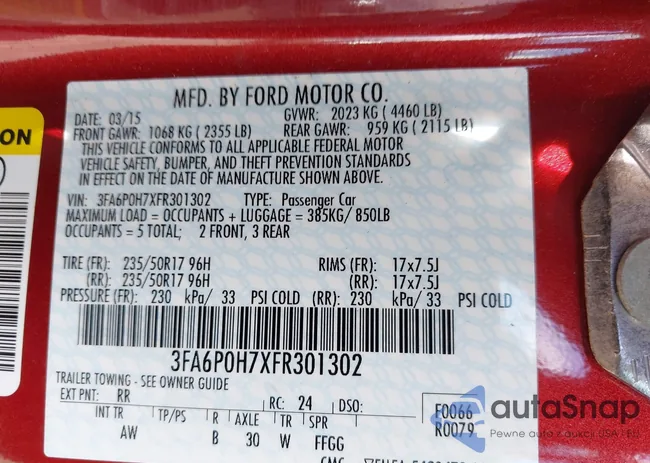 MFD. BY FORD MOTOR CO.
DATE: 03/15 GVWR: 2023 KG ( 4460 LB)
FRONT GAWR: 1068 KG ( 2355 LB) REAR GAWR: 959 KG ( 2115 LB)
THIS VEHICLE CONFORMS TO ALL APPLICABLE FEDERAL MOTOR
VEHICLE SAFETY, BUMPER, AND THEFT PREVENTION STANDARDS
IN EFFECT ON THE DATE OF MANUFACTURE SHOWN ABOVE.
ON
VIN: 3FA6P0H7XFR301302 TYPE: Passenger Car
MAXIMUM LOAD = OCCUPANTS + LUGGAGE = 385KG/ 850LB
OCCUPANTS = 5 TOTAL; 2 FRONT, 3 REAR
TIRE (FR): 235/50R17 96H RIMS (FR): 17x7.5J
(RR): 235/50R17 96H (RR): 17x7.5J
PRESSURE (FR): 230 kPa/ 33 PSI COLD (RR): 230 kPa/ 33 PSI COLD
3FA6P0H7XFR301302
TRAILER TOWING - SEE OWNER GUIDE
EXT PNT: RR RC: 24 DSO: F0066
R0079
INT TR TP/PS R AXLE TR SPR
AW B 30 W FFGG
autoSnap
Pewne auta z aukcji USA i